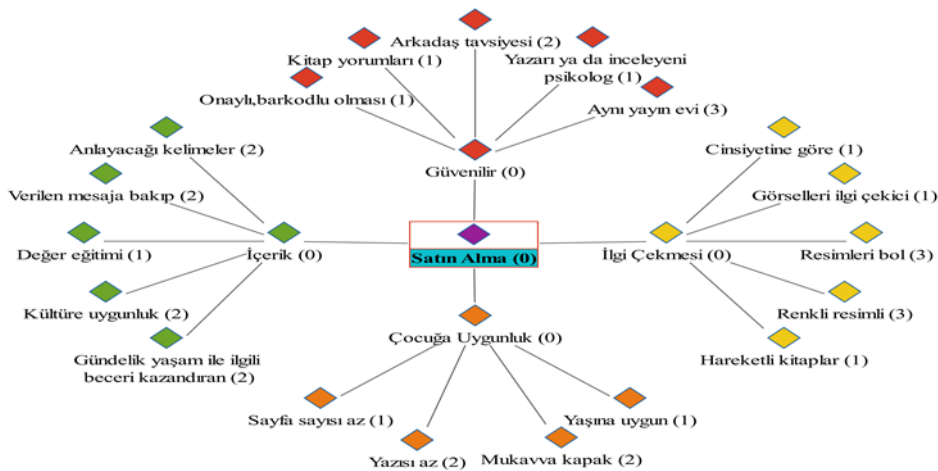 Arkadaş tavsiyesi (2)
Kitap yorumları (1)
Yazarı ya da inceleyeni
psikolog (1)
Onaylı,barkodlu olması (1)
Aynı yayın evi (3)
Güvenilir (0)
Anlayacağı kelimeler (2)
Verilen mesaja bakıp (2)
Değer eğitimi (1)
İçerik (0)
Kültüre uygunluk (2)
Gündelik yaşam ile ilgili
beceri kazandıran (2)
Satın Alma (0)
Cinsiyetine göre (1)
Görselleri ilgi çekici (1)
İlgi Çekmesi (0)
Resimleri bol (3)
Renkli resimli (3)
Hareketli kitaplar (1)
Çocuğa Uygunluk (0)
Sayfa sayısı az (1)
Yazısı az (2)
Mukavva kapak (2)
Yaşına uygun (1)